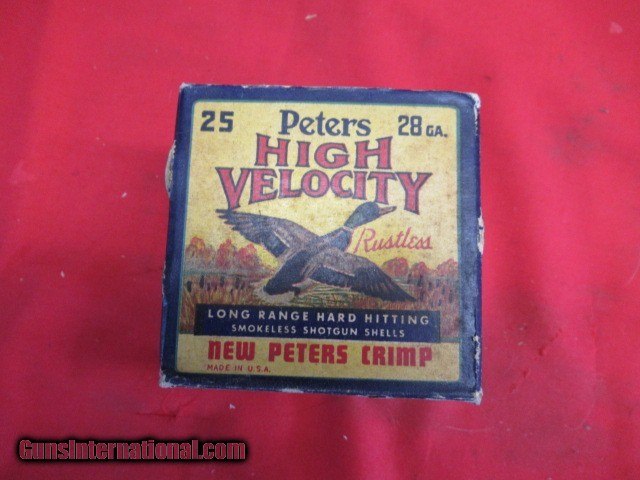 25 Peters 28 GA.
HIGH
VELOCITY
Rustless
LONG RANGE HARD HITTING
SMOKELESS SHOTGUN SHELLS
NEW PETERS CRIMP
MADE IN U.S.A.
GunsInternational.com